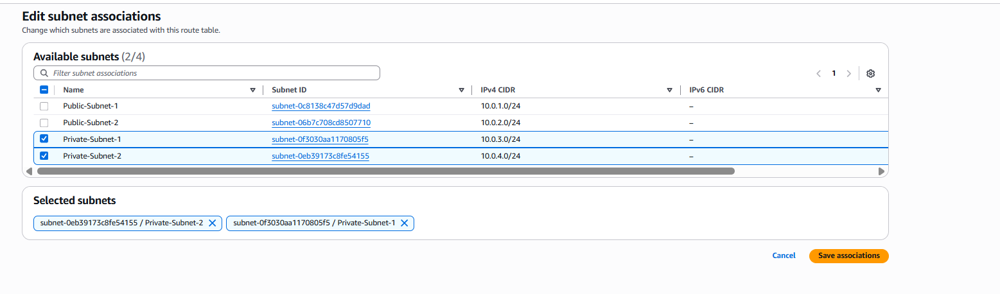 Edit subnet associations
Change which subnets are associated with this route table.
Available subnets (2/4)
Filter subnet associations
1
Name Subnet ID IPv4 CIDR IPv6 CIDR
Public-Subnet-1 subnet-0c8138c47d57d9dad 10.0.1.0/24 –
Public-Subnet-2 subnet-06b7c708cd8507710 10.0.2.0/24 –
Private-Subnet-1 subnet-0f3030aa1170805f5 10.0.3.0/24 –
Private-Subnet-2 subnet-0eb39173c8fe54155 10.0.4.0/24 –
Selected subnets
subnet-0eb39173c8fe54155 / Private-Subnet-2 subnet-0f3030aa1170805f5 / Private-Subnet-1
Cancel Save associations